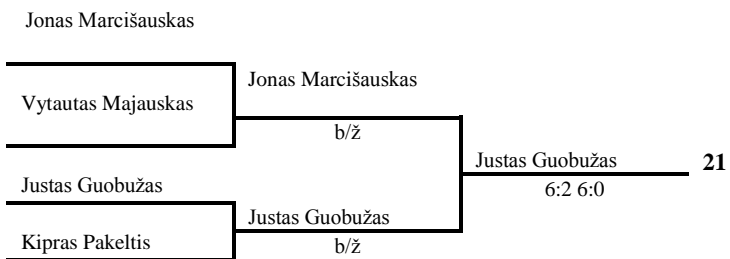 Jonas Marcišauskas
Jonas Marcišauskas
Vytautas Majauskas
b/ž
Justas Guobužas 21
6:2 6:0
Justas Guobužas
Justas Guobužas
Kipras Pakeltis
b/ž